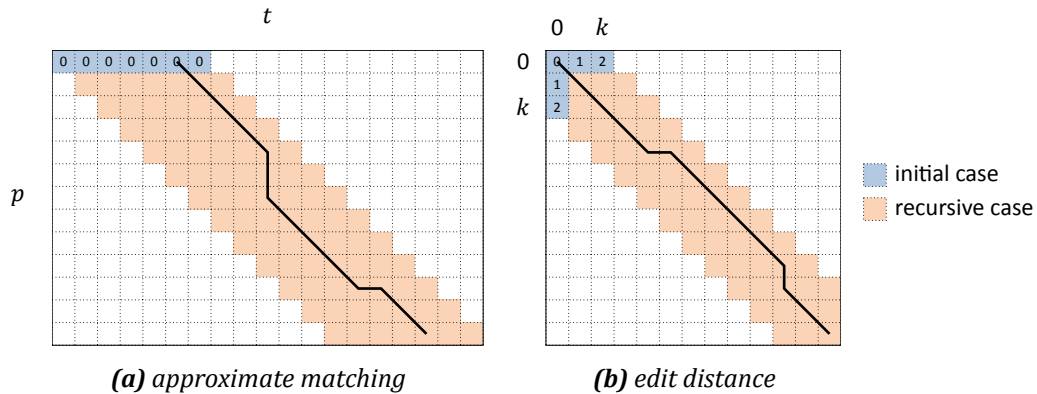 t
0 k
0 0 0 0 0 0 0
0
0 1 2
1
k
2
p
initial case
recursive case
(a) approximate matching
(b) edit distance